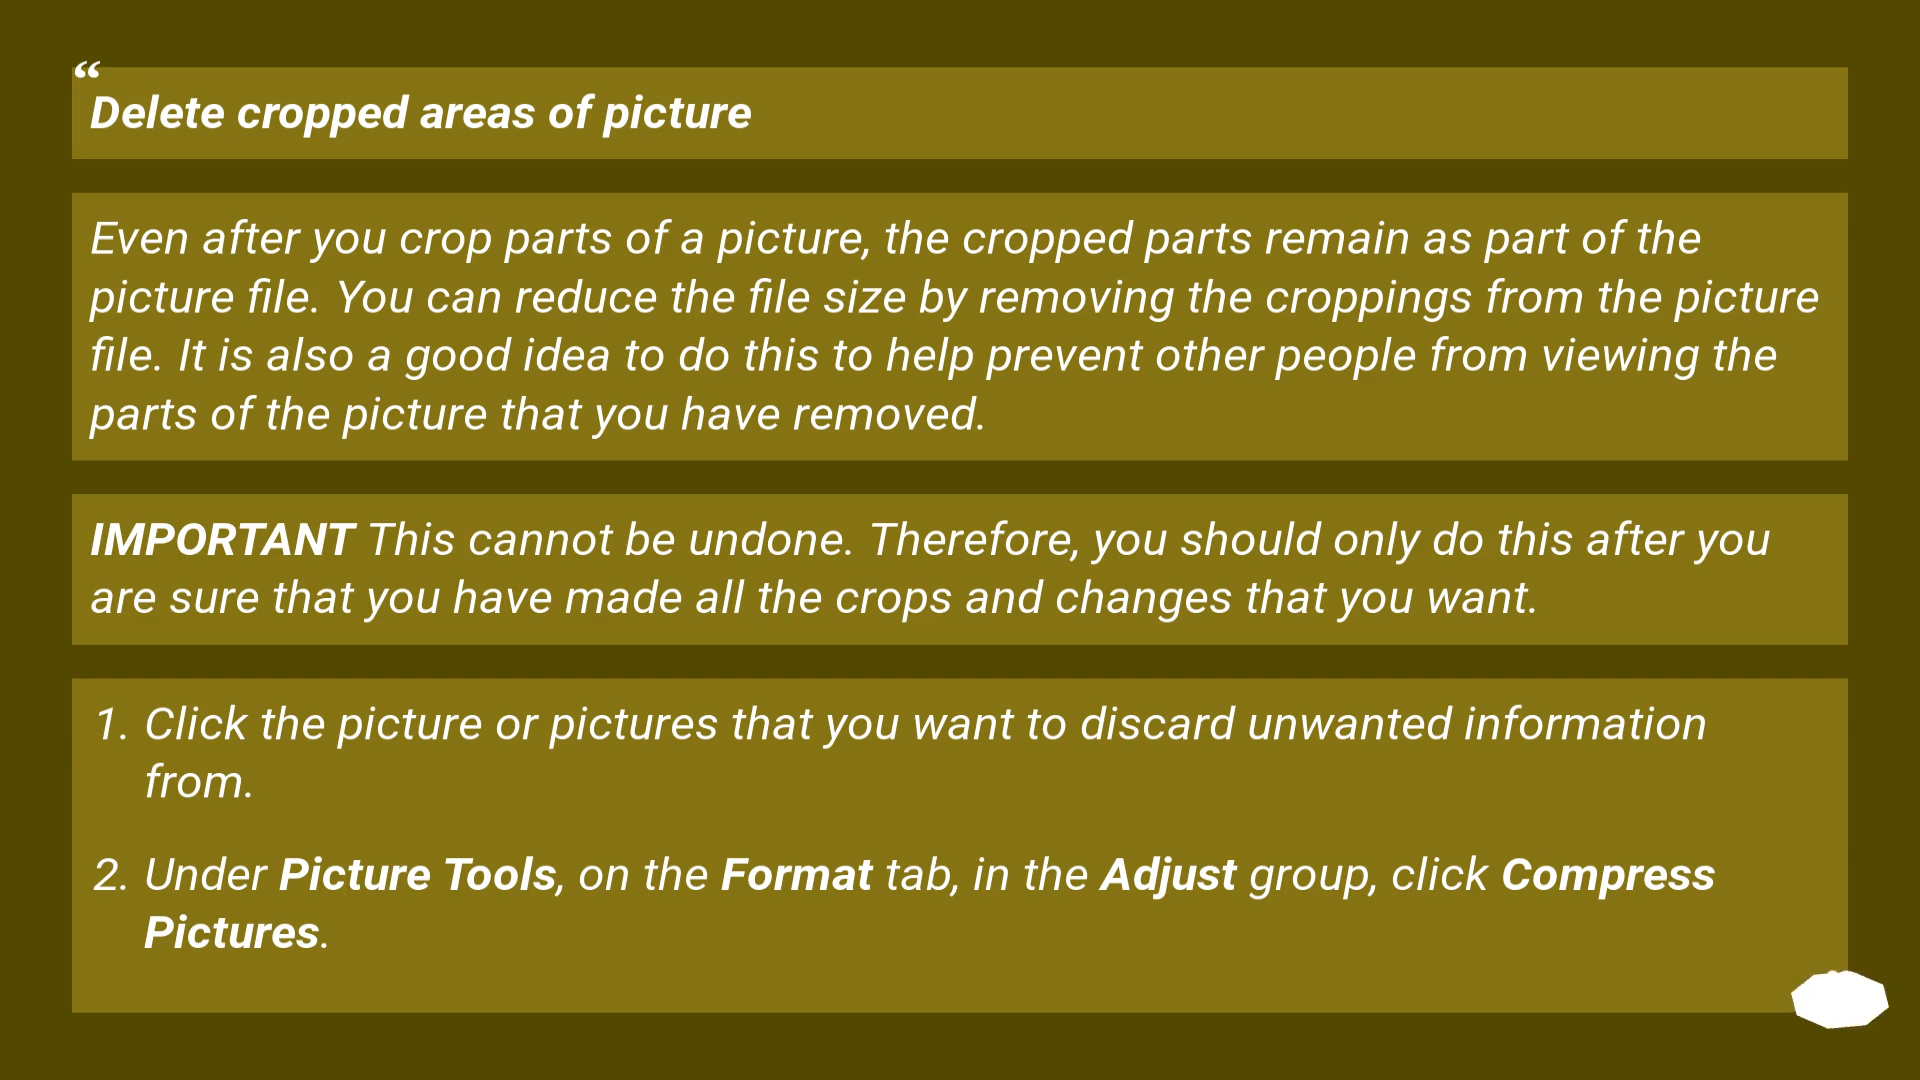 “
Delete cropped areas of picture
Even after you crop parts of a picture, the cropped parts remain as part of the
picture file. You can reduce the file size by removing the croppings from the picture
file. It is also a good idea to do this to help prevent other people from viewing the
parts of the picture that you have removed.
IMPORTANT This cannot be undone. Therefore, you should only do this after you
are sure that you have made all the crops and changes that you want.
1. Click the picture or pictures that you want to discard unwanted information
from.
2. Under Picture Tools, on the Format tab, in the Adjust group, click Compress
Pictures.